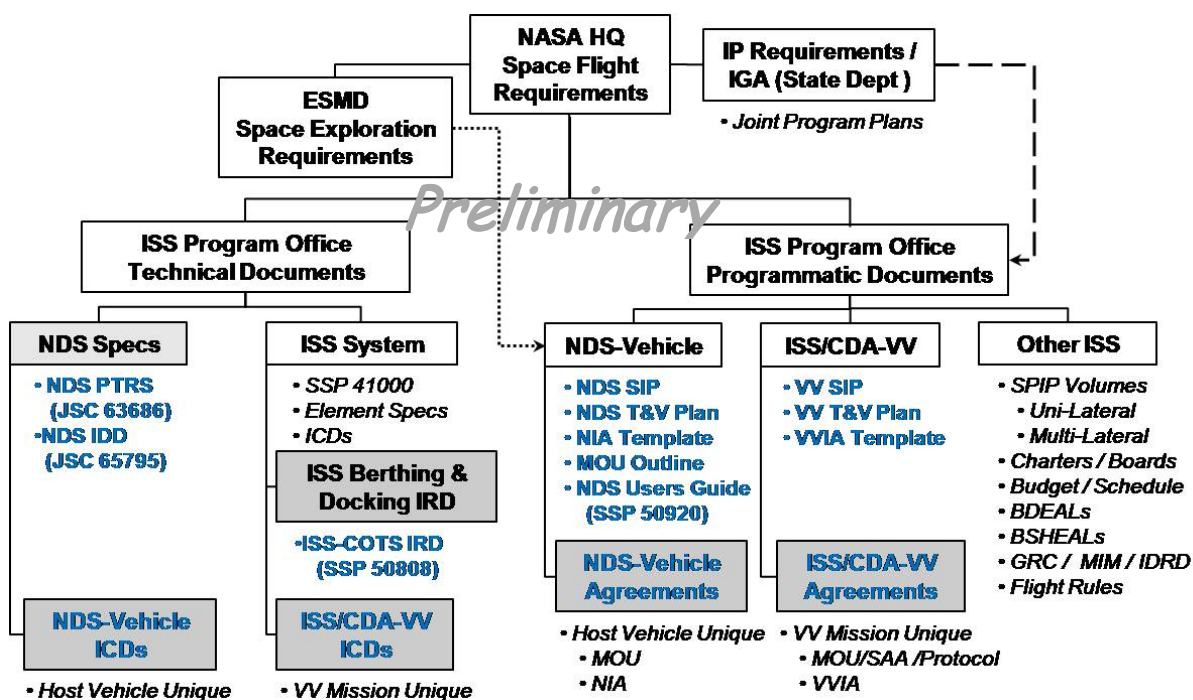 NASA HQ
Space Flight
Requirements
IP Requirements /
IGA (State Dept )
• Joint Program Plans
ESMD
Space Exploration
Requirements
Preliminary
ISS Program Office
Technical Documents
ISS Program Office
Programmatic Documents
NDS Specs
• NDS PTRS
(JSC 63686)
• NDS IDD
(JSC 65795)
NDS-Vehicle
ICDs
• Host Vehicle Unique
ISS System
• SSP 41000
• Element Specs
• ICDs
ISS Berthing &
Docking IRD
•ISS-COTS IRD
(SSP 50808)
ISS/CDA-VV
ICDs
• VV Mission Unique
NDS-Vehicle
• NDS SIP
• NDS T&V Plan
• NIA Template
• MOU Outline
• NDS Users Guide
(SSP 50920)
NDS-Vehicle
Agreements
• Host Vehicle Unique
• MOU
• NIA
ISS/CDA-VV
• VV SIP
• VV T&V Plan
• VVIA Template
ISS/CDA-VV
Agreements
• VV Mission Unique
• MOU/SAA /Protocol
• VVIA
Other ISS
• SPIP Volumes
• Uni-Lateral
• Multi-Lateral
• Charters / Boards
• Budget / Schedule
• BDEALs
• BSHEALs
• GRC / MIM / IDRD
• Flight Rules